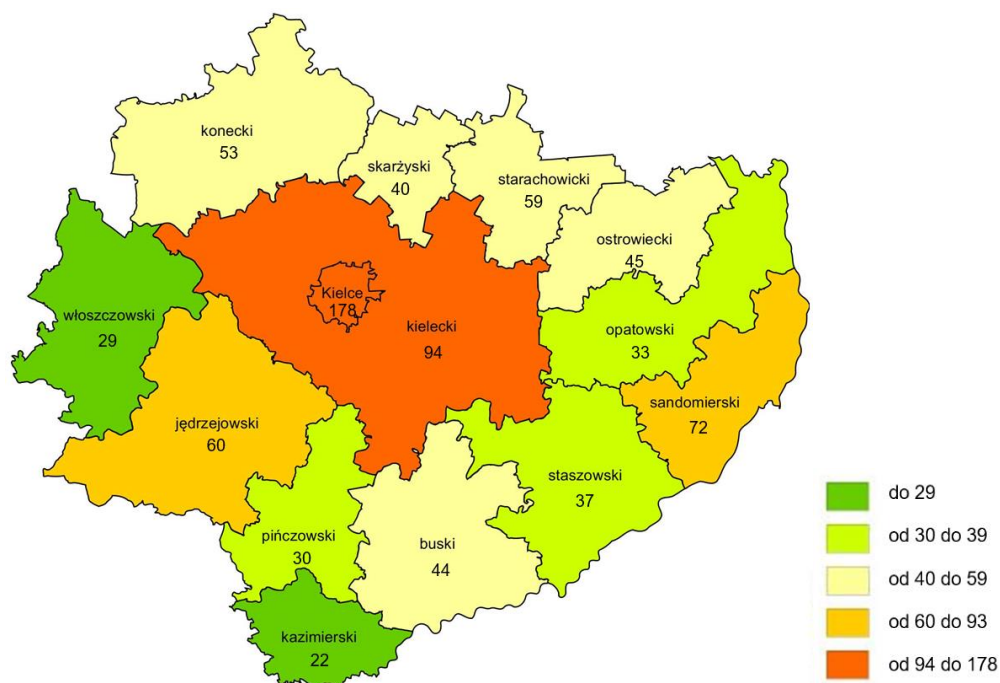 konecki
53
skarżyski
40
starachowicki
59
ostrowiecki
45
Kielce
178
włoszczowski
29
kielecki
94
opatowski
33
jędrzejowski
60
sandomierski
72
staszowski
37
pińczowski
30
buski
44
kazimierski
22
do 29
od 30 do 39
od 40 do 59
od 60 do 93
od 94 do 178